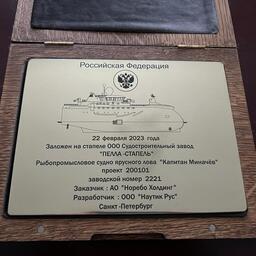 Российская Федерация
22 февраля 2023 года
Заложен на стапеле ООО Судостроительный завод
"ПЕЛЛА-СТАПЕЛЬ"
Рыбопромысловое судно ярусного лова "Капитан Миначёв"
проект 200101
заводской номер 2221
Заказчик : АО "Норебо Холдинг"
Разработчик : ООО "Наутик Рус"
Санкт-Петербург